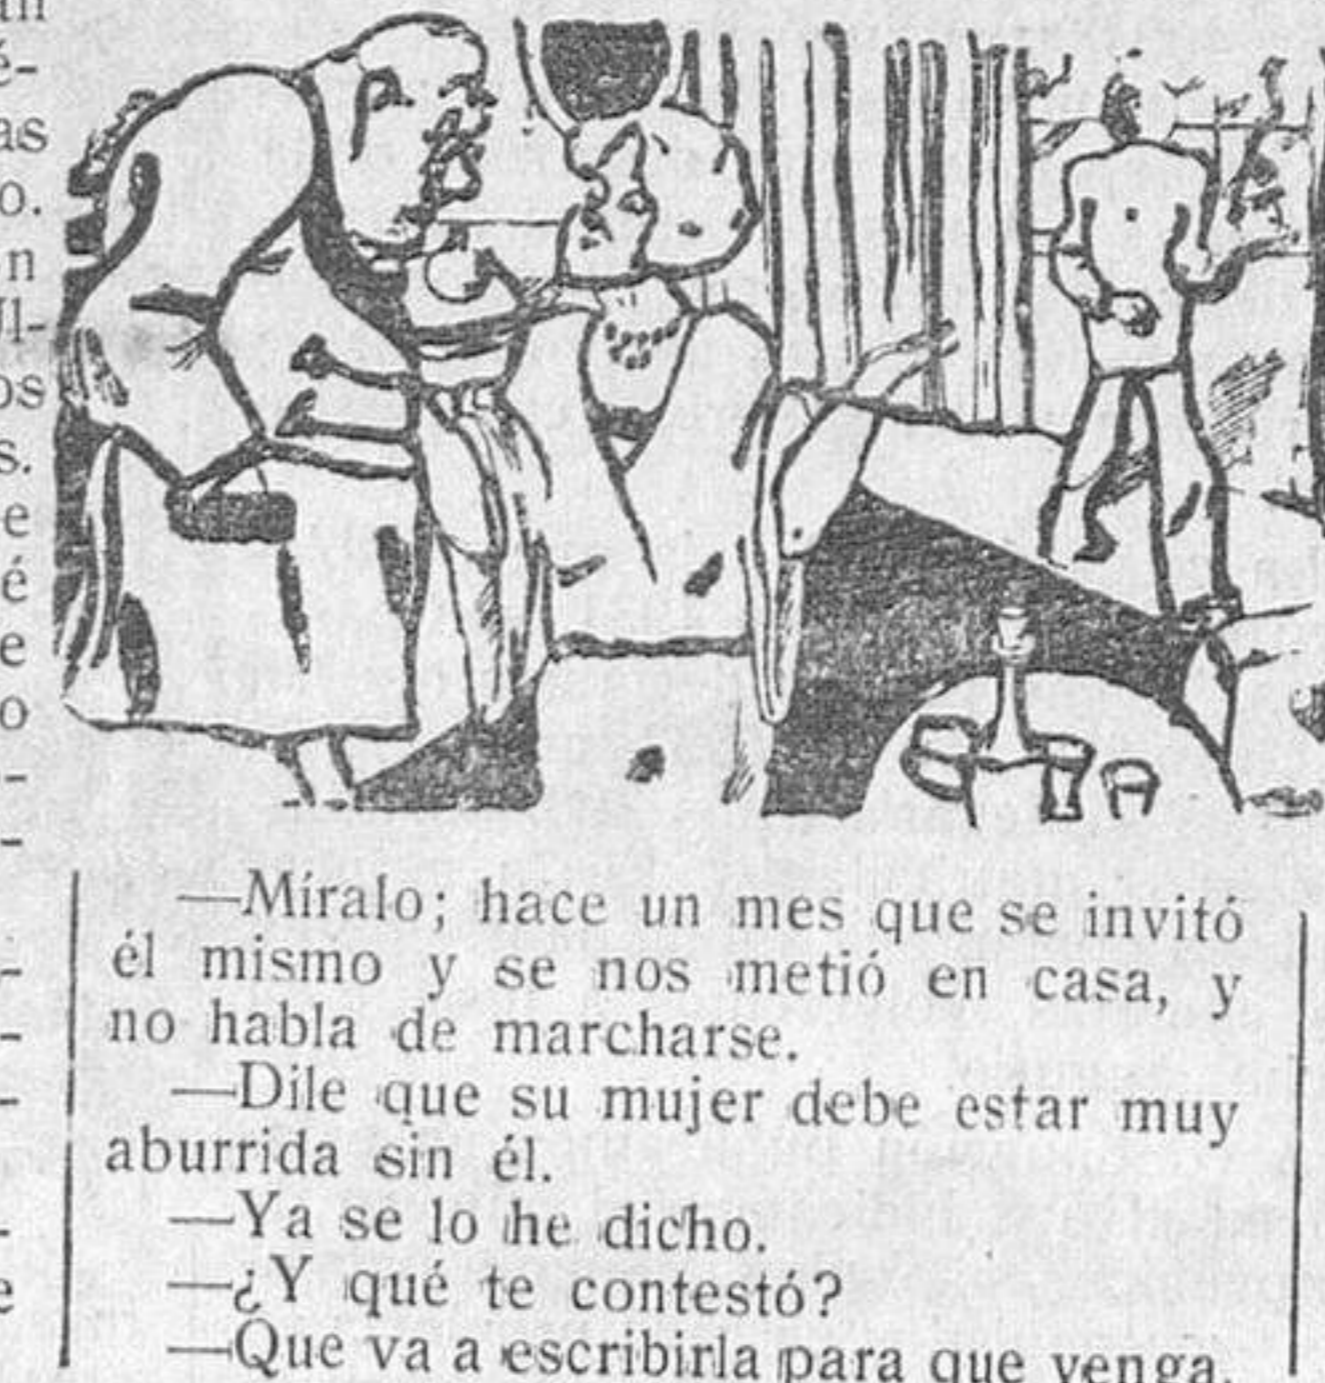 —Míralo; hace un mes que se invitó
él mismo y se nos metió en casa, y
no habla de marcharse.
—Dile que su mujer debe estar muy
aburrida sin él.
—Ya se lo he dicho.
—¿Y qué te contestó?
—Que va a escribirla para que venga.